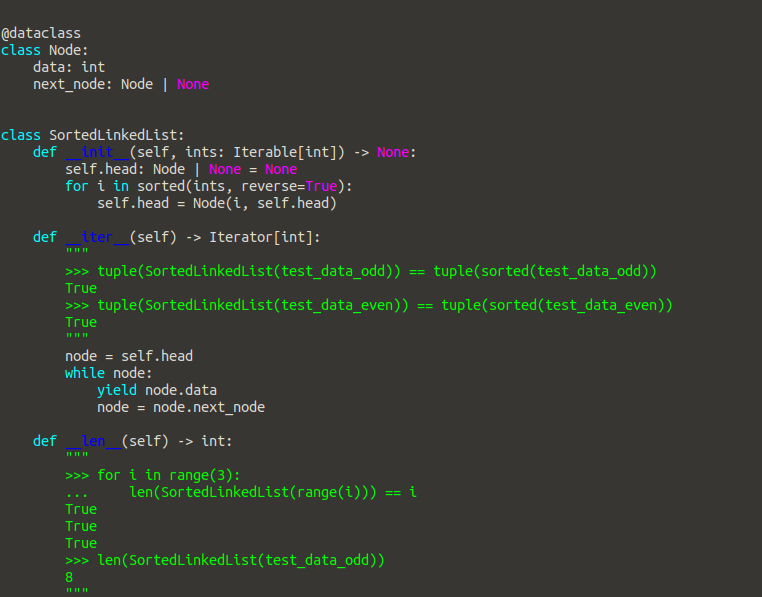 @dataclass
class Node:
    data: int
    next_node: Node | None
class SortedLinkedList:
    def __init__(self, ints: Iterable[int]) -> None:
        self.head: Node | None = None
        for i in sorted(ints, reverse=True):
            self.head = Node(i, self.head)
    def __iter__(self) -> Iterator[int]:
        """
        >>> tuple(SortedLinkedList(test_data_odd)) == tuple(sorted(test_data_odd))
        True
        >>> tuple(SortedLinkedList(test_data_even)) == tuple(sorted(test_data_even))
        True
        """
        node = self.head
        while node:
            yield node.data
            node = node.next_node
    def __len__(self) -> int:
        """
        >>> for i in range(3):
        ...     len(SortedLinkedList(range(i))) == i
        True
        True
        True
        >>> len(SortedLinkedList(test_data_odd))
        8
        """